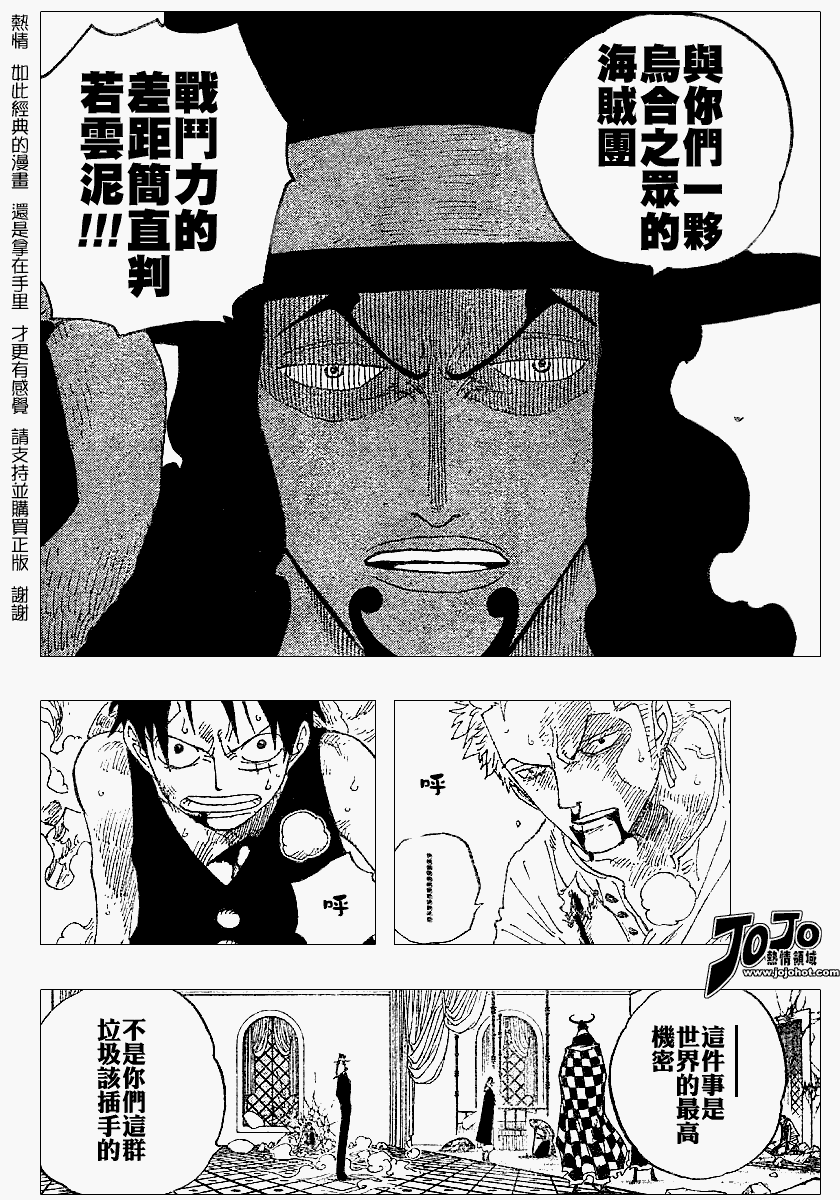 與你們一夥
烏合之眾的
海賊團
戰鬥力的
差距簡直判
若雲泥!!!
呼
呼
這件事是
世界的最高
機密
不是你們這群
垃圾該插手的
熱情 如此經典的漫畫 還是拿在手里 才更有感覺 請支持並購買正版 謝謝
JOJO
熱情領域
www.jojohot.com